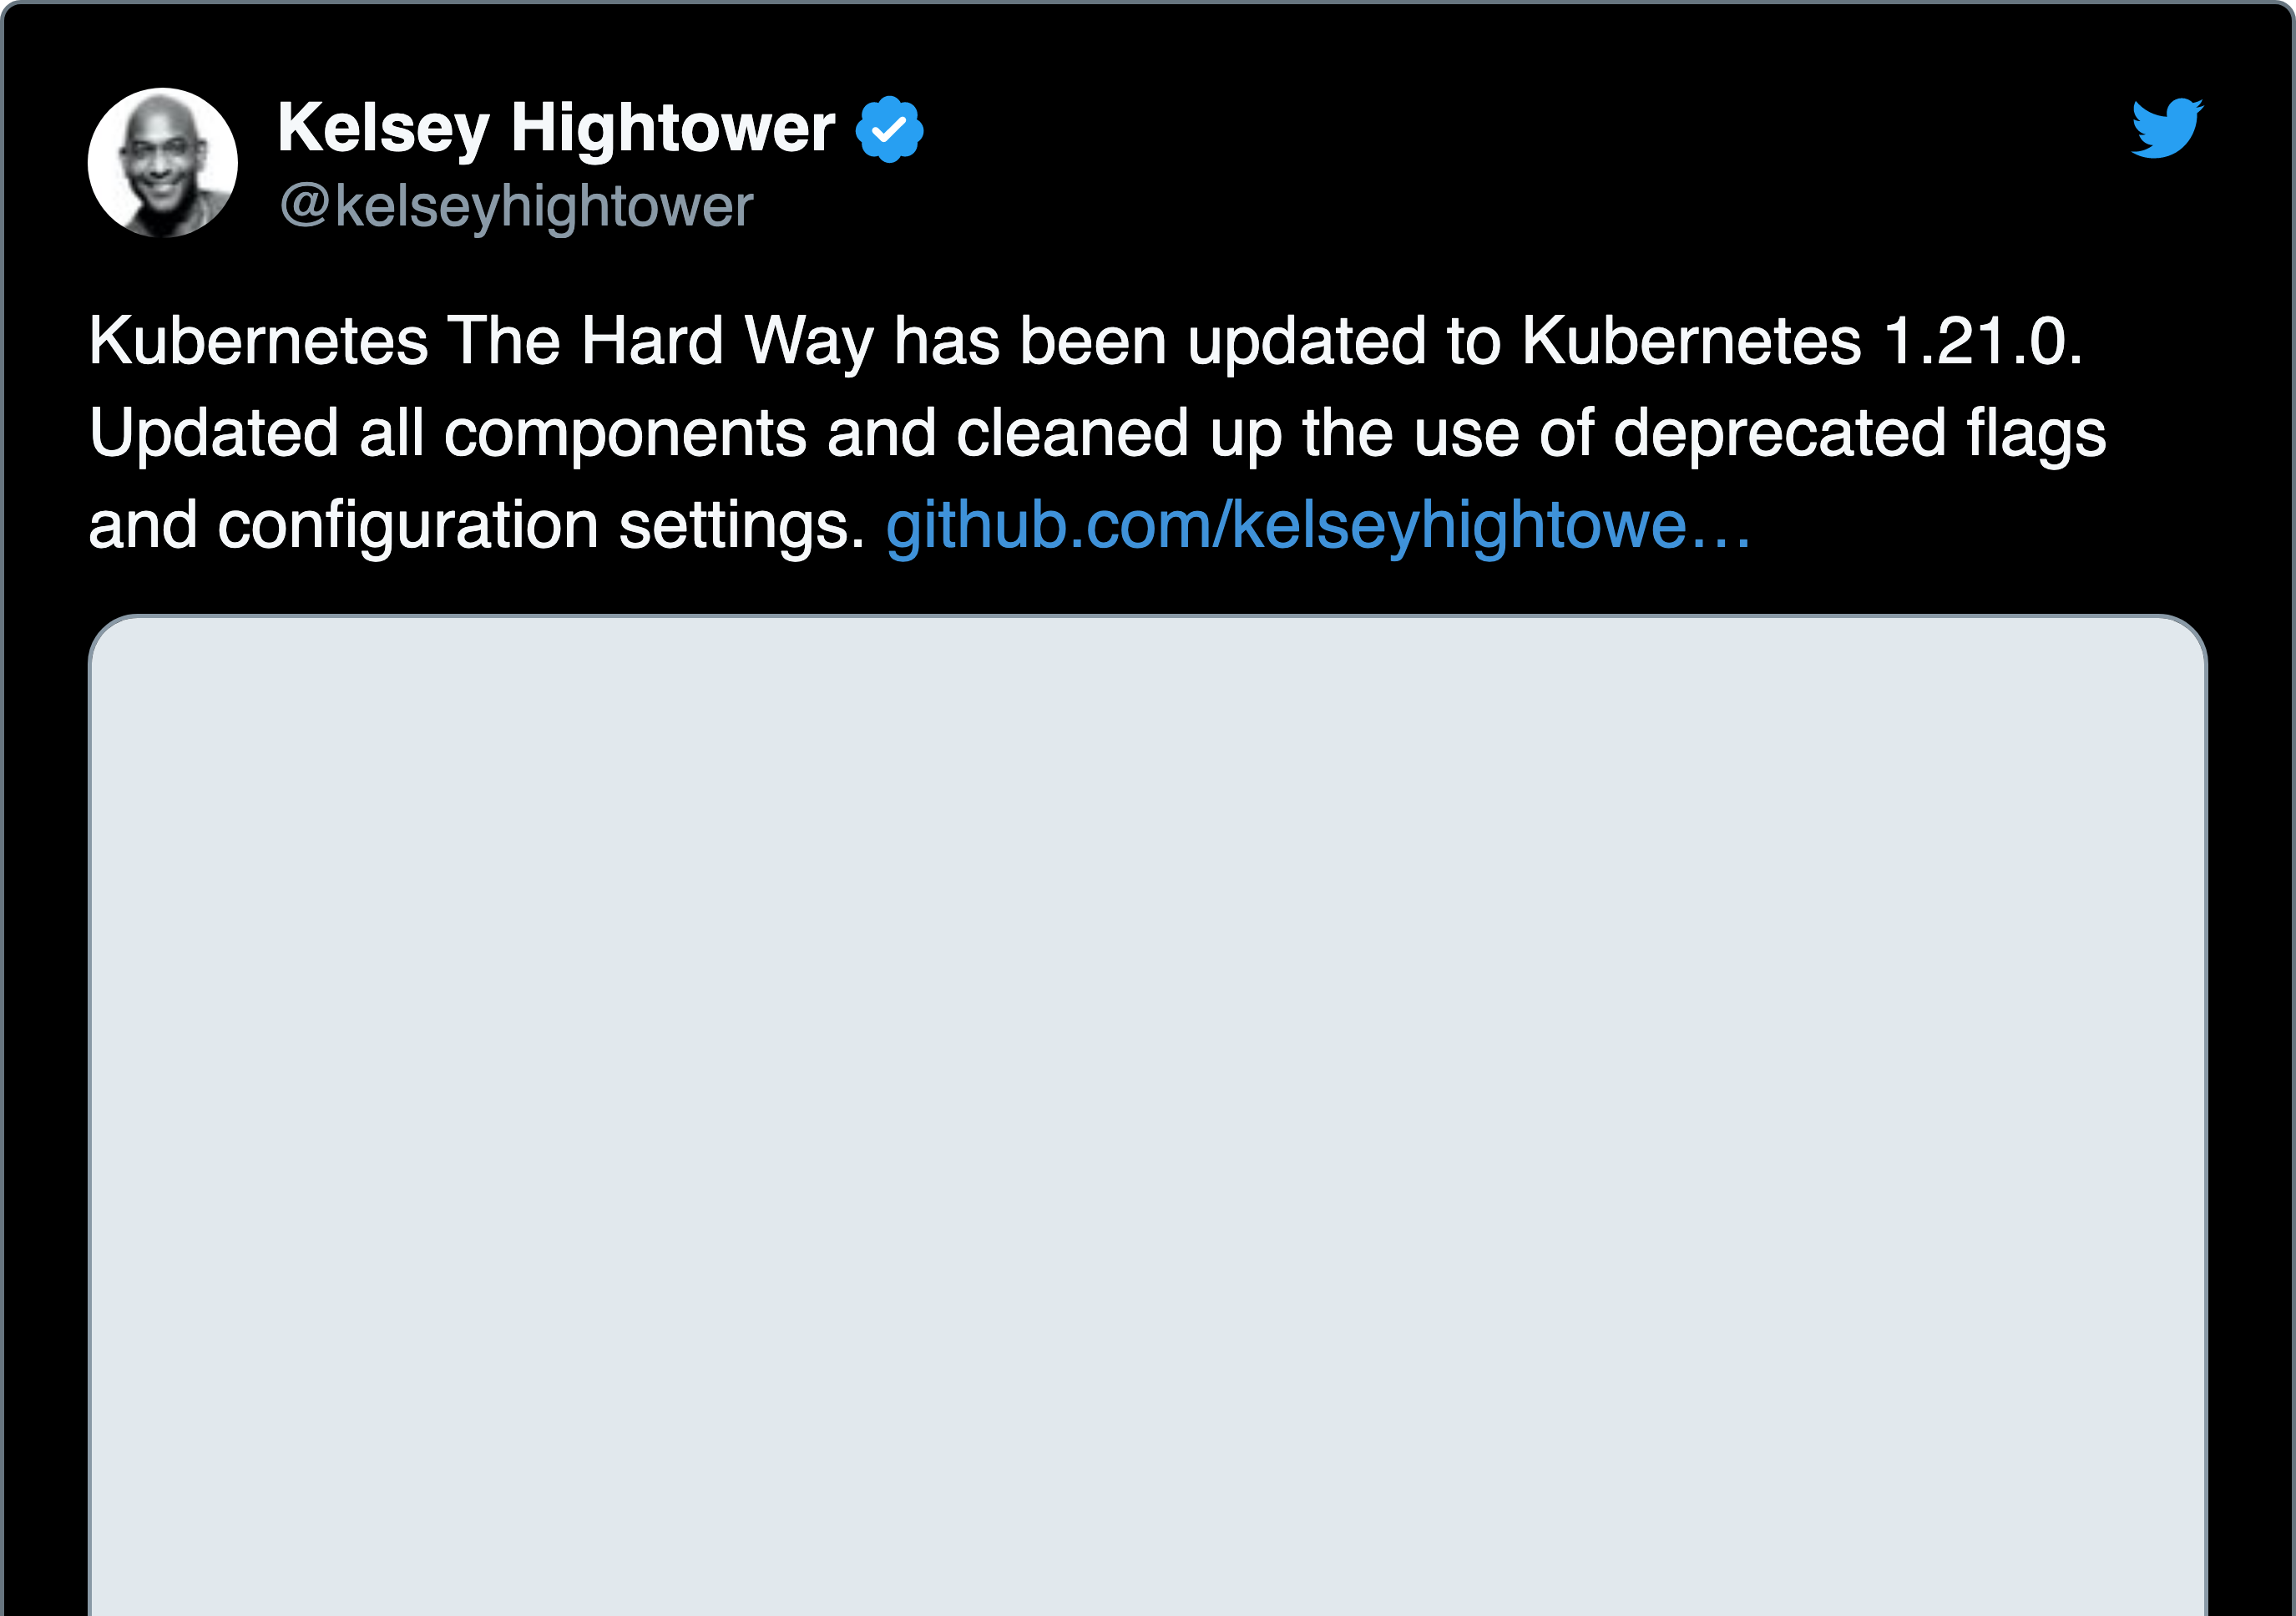 Kelsey Hightower
@kelseyhightower
Kubernetes The Hard Way has been updated to Kubernetes 1.21.0.
Updated all components and cleaned up the use of deprecated flags
and configuration settings. github.com/kelseyhightowe…